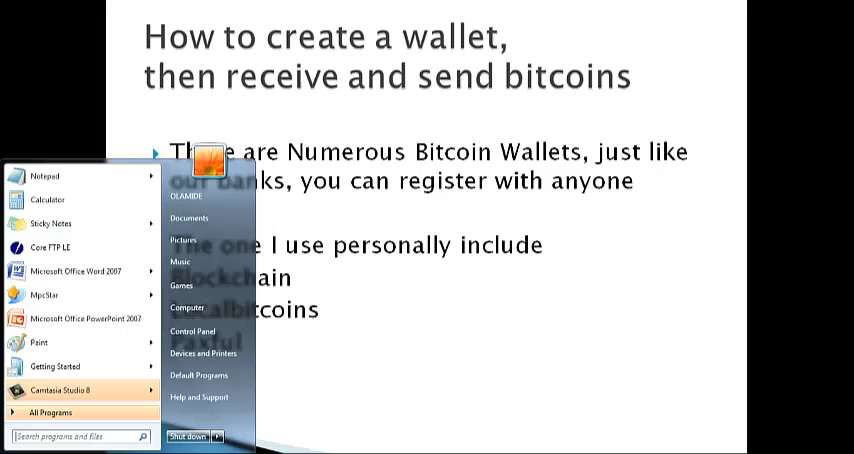 How to create a wallet,
then receive and send bitcoins
There are Numerous Bitcoin Wallets, just like
our banks, you can register with anyone
The one I use personally include
Blockchain
Localbitcoins
Paxful
Notepad
Calculator
Sticky Notes
Core FTP LE
Microsoft Office Word 2007
MpcStar
Microsoft Office PowerPoint 2007
Paint
Getting Started
Camtasia Studio 8
All Programs
Search programs and files
OLAMIDE
Documents
Pictures
Music
Games
Computer
Control Panel
Devices and Printers
Default Programs
Help and Support
Shut down